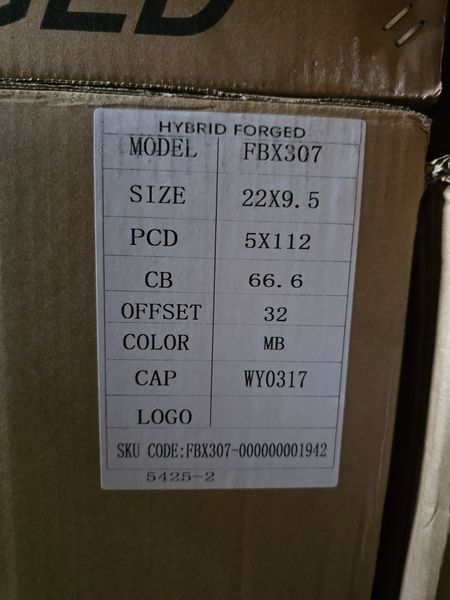 GED
HYBRID FORGED
MODEL FBX307
SIZE 22X9.5
PCD 5X112
CB 66.6
OFFSET 32
COLOR MB
CAP WY0317
LOGO
SKU CODE:FBX307-000000001942
5425-2